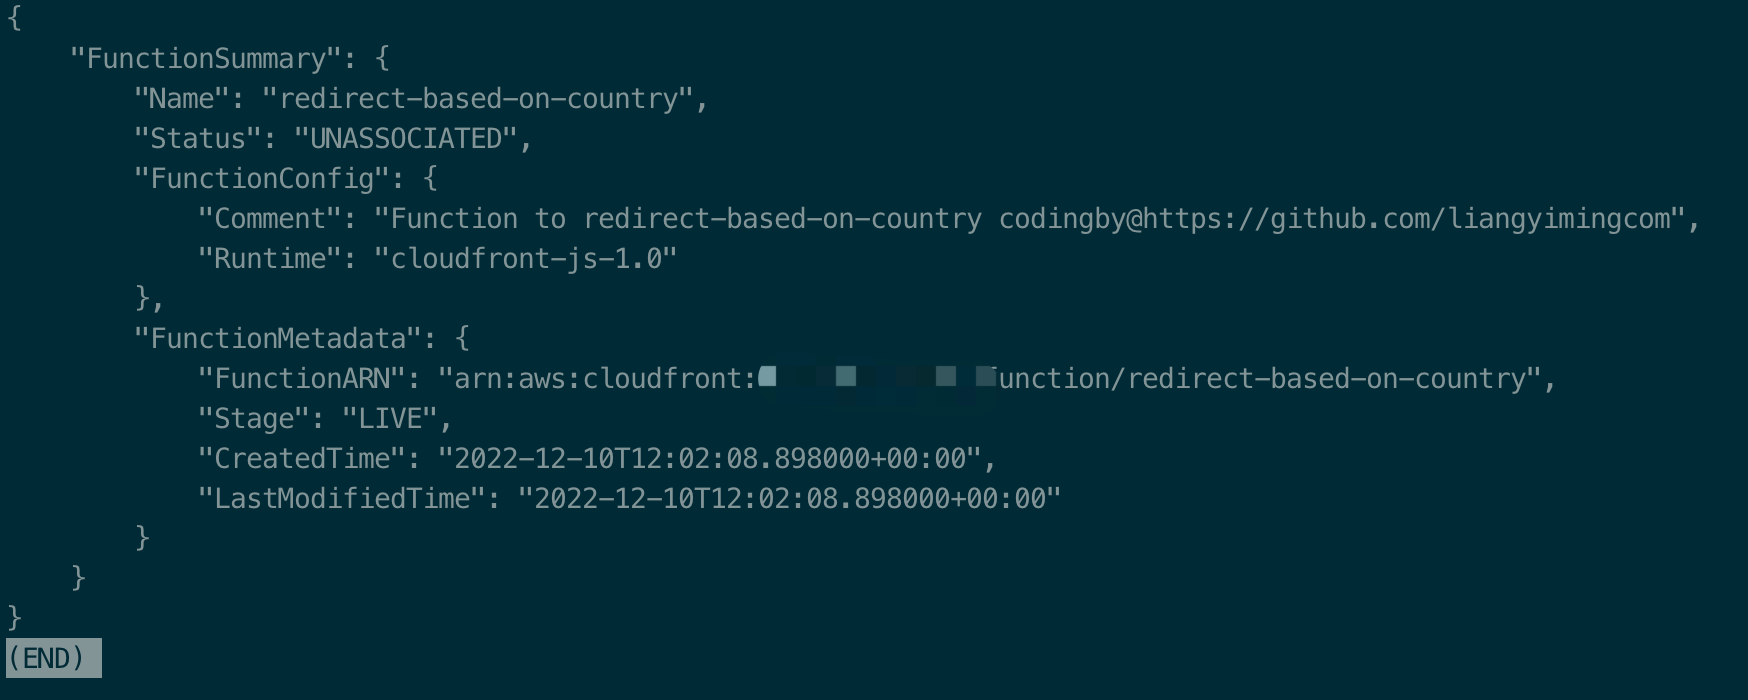 {
    "FunctionSummary": {
        "Name": "redirect-based-on-country",
        "Status": "UNASSOCIATED",
        "FunctionConfig": {
            "Comment": "Function to redirect-based-on-country codingby@https://github.com/liangyimingcom",
            "Runtime": "cloudfront-js-1.0"
        },
        "FunctionMetadata": {
            "FunctionARN": "arn:aws:cloudfront: unction/redirect-based-on-country",
            "Stage": "LIVE",
            "CreatedTime": "2022-12-10T12:02:08.898000+00:00",
            "LastModifiedTime": "2022-12-10T12:02:08.898000+00:00"
        }
    }
}
(END)